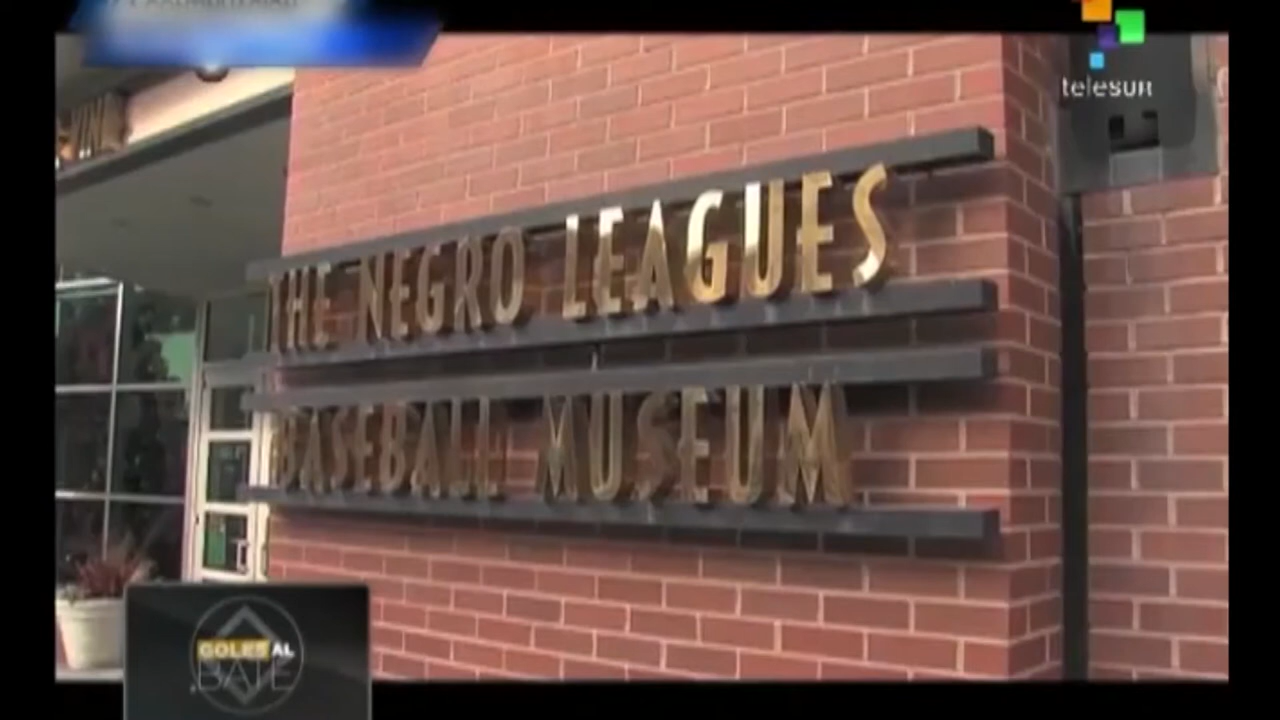 telesur
THE NEGRO LEAGUES
BASEBALL MUSEUM
GOLES AL
BATE